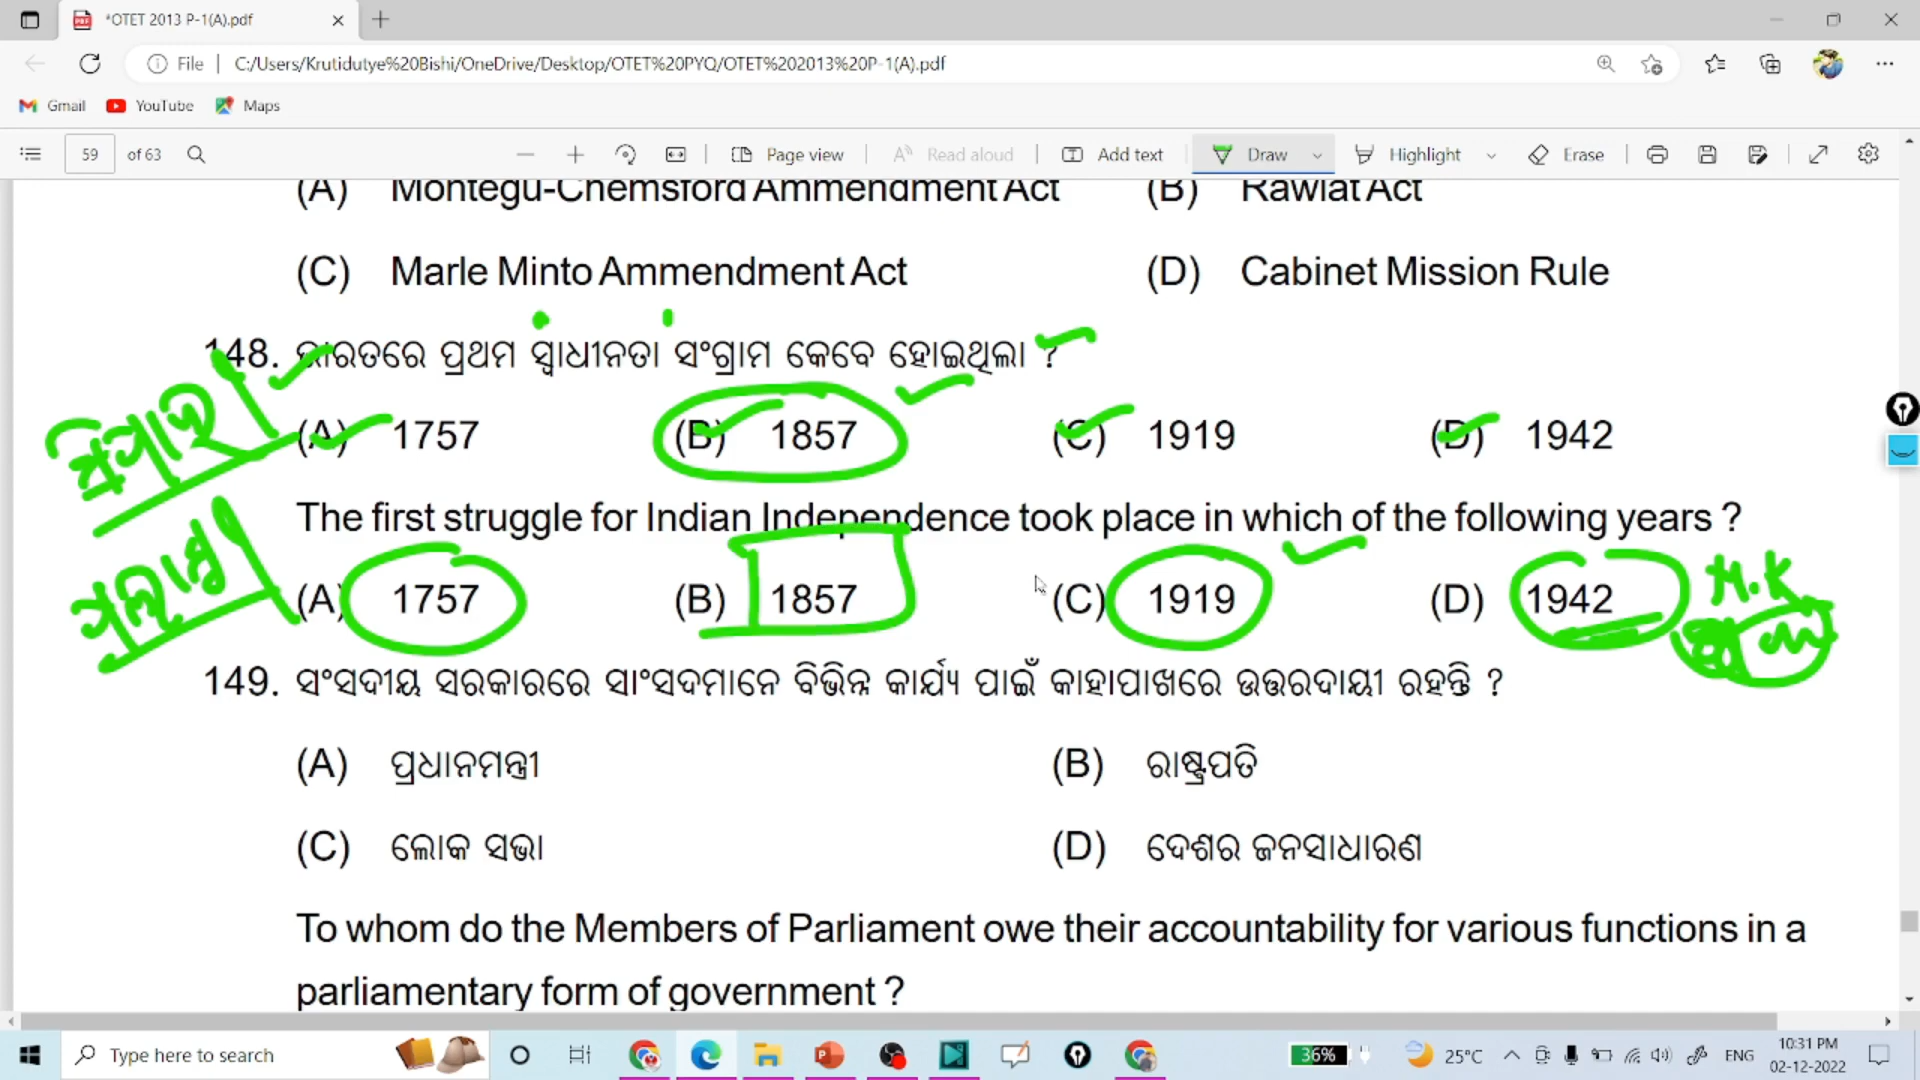 *OTET 2013 P-1(A).pdf
File | C:/Users/Krutidutye%20Bishi/OneDrive/Desktop/OTET%20PYQ/OTET%202013%20P-1(A).pdf
Gmail YouTube Maps
59 of 63 Page view Read aloud Add text Draw Highlight Erase
(A) Montegu-Chemsford Ammendment Act (B) Rawlat Act
(C) Marle Minto Ammendment Act (D) Cabinet Mission Rule
148. ଭାରତରେ ପ୍ରଥମ ସ୍ୱାଧୀନତା ସଂଗ୍ରାମ କେବେ ହୋଇଥିଲା ?
(A) 1757 (B) 1857 (C) 1919 (D) 1942
The first struggle for Indian Independence took place in which of the following years ?
(A) 1757 (B) 1857 (C) 1919 (D) 1942
M.K
149. ସଂସଦୀୟ ସରକାରରେ ସାଂସଦମାନେ ବିଭିନ୍ନ କାର୍ଯ୍ୟ ପାଇଁ କାହାପାଖରେ ଉତ୍ତରଦାୟୀ ରହନ୍ତି ?
(A) ପ୍ରଧାନମନ୍ତ୍ରୀ (B) ରାଷ୍ଟ୍ରପତି
(C) ଲୋକ ସଭା (D) ଦେଶର ଜନସାଧାରଣ
To whom do the Members of Parliament owe their accountability for various functions in a
parliamentary form of government ?
Type here to search 36% 25°C ENG 10:31 PM
02-12-2022